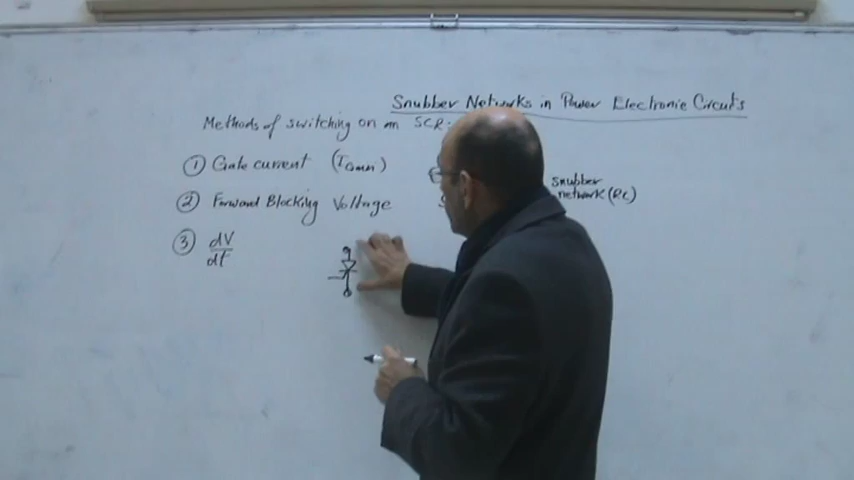 Snubber Networks in Power Electronic Circuits
Methods of switching on an SCR:
① Gate current (IGmin)
snubber
network (RC)
② Forward Blocking Voltage
③ dV
dt